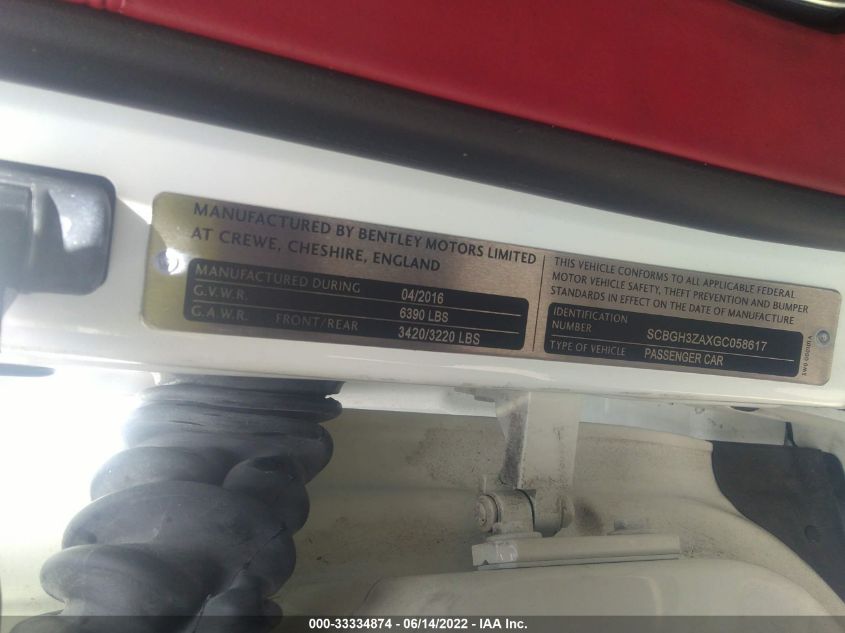 MANUFACTURED BY BENTLEY MOTORS LIMITED
AT CREWE, CHESHIRE, ENGLAND
MANUFACTURED DURING 04/2016
G.V.W.R. 6390 LBS
G.A.W.R. FRONT/REAR 3420/3220 LBS
THIS VEHICLE CONFORMS TO ALL APPLICABLE FEDERAL
MOTOR VEHICLE SAFETY, THEFT PREVENTION AND BUMPER
STANDARDS IN EFFECT ON THE DATE OF MANUFACTURE
IDENTIFICATION
NUMBER SCBGH3ZAXGC058617
TYPE OF VEHICLE PASSENGER CAR
000-33334874 - 06/14/2022 - IAA Inc.